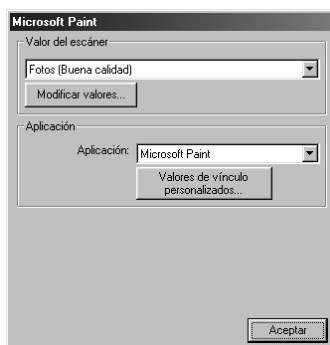 Microsoft Paint
Valor del escáner
Fotos (Buena calidad)
Modificar valores...
Aplicación
Aplicación: Microsoft Paint
Valores de vínculo
personalizados...
Aceptar